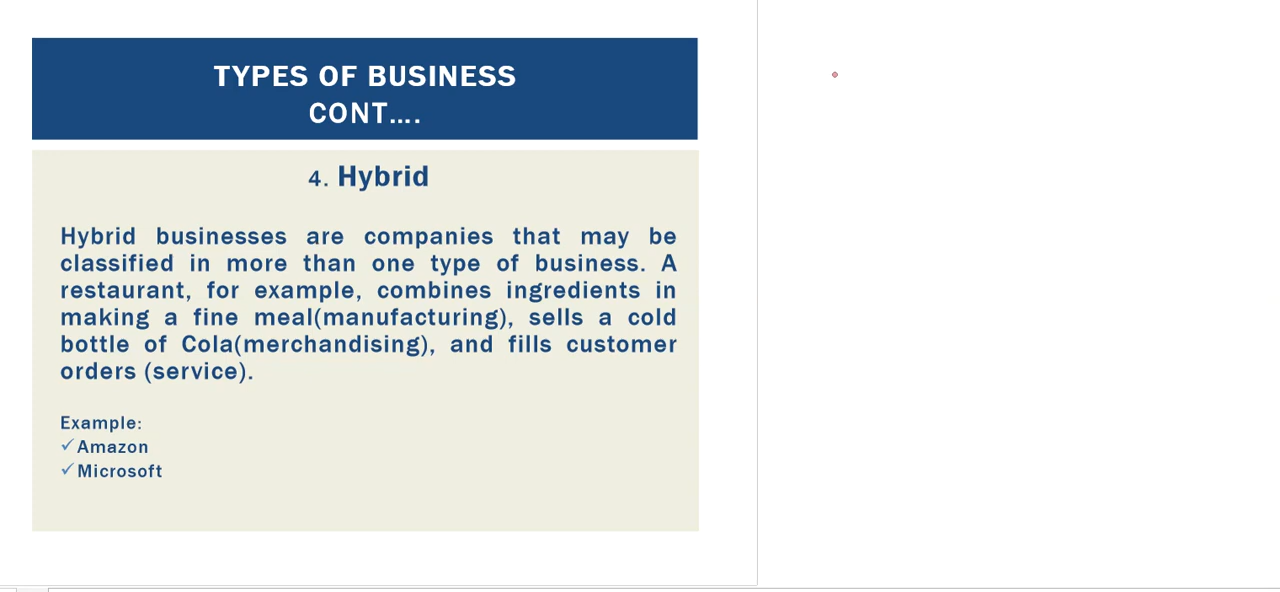 TYPES OF BUSINESS
CONT....
4. Hybrid
Hybrid businesses are companies that may be
classified in more than one type of business. A
restaurant, for example, combines ingredients in
making a fine meal(manufacturing), sells a cold
bottle of Cola(merchandising), and fills customer
orders (service).
Example:
✓Amazon
✓Microsoft